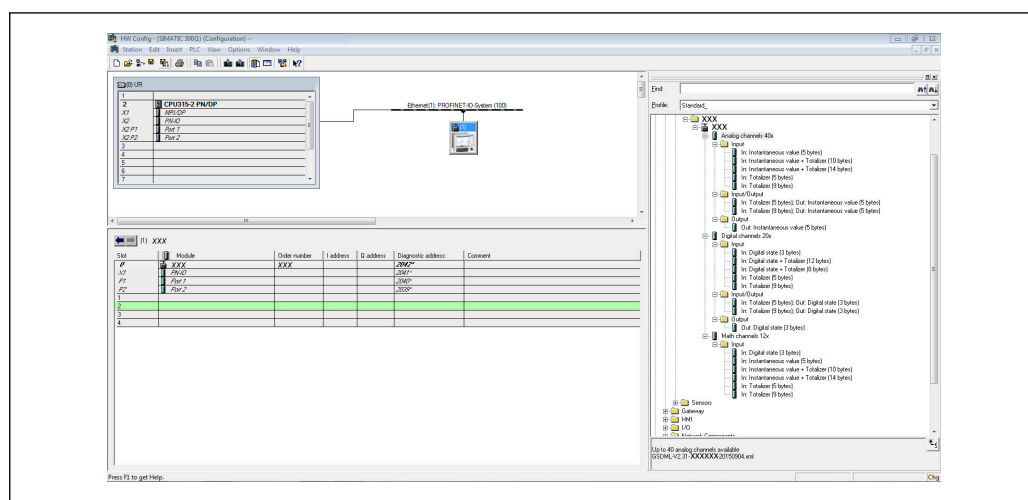 HW Config - [SIMATIC 300(1) (Configuration) --
Station Edit Insert PLC View Options Window Help
(0) UR
1
2 CPU315-2 PN/DP
X1 MPI/DP
X2 PN-IO
X2 P1 Port 1
X2 P2 Port 2
3
4
5
6
7
Ethernet(1): PROFINET-IO-System (100)
(1)
(1) XXX
Slot Module Order number I address Q address Diagnostic address: Comment
0 XXX XXX 2042*
X1 PN-IO 2041*
P1 Port 1 2040*
P2 Port 2 2039*
1
2
3
4
Find:
Profile: Standard_
XXX
XXX
Analog channels 40x
Input
In: Instantaneous value (5 bytes)
In: Instantaneous value + Totalizer (10 bytes)
In: Instantaneous value + Totalizer (14 bytes)
In: Totalizer (5 bytes)
In: Totalizer (9 bytes)
Input/Output
In: Totalizer (5 bytes); Out: Instantaneous value (5 bytes)
In: Totalizer (9 bytes); Out: Instantaneous value (5 bytes)
Output
Out: Instantaneous value (5 bytes)
Digital channels 20x
Input
In: Digital state (3 bytes)
In: Digital state + Totalizer (12 bytes)
In: Digital state + Totalizer (8 bytes)
In: Totalizer (5 bytes)
In: Totalizer (9 bytes)
Input/Output
In: Totalizer (5 bytes); Out: Digital state (3 bytes)
In: Totalizer (9 bytes); Out: Digital state (3 bytes)
Output
Out: Digital state (3 bytes)
Math channels 12x
Input
In: Digital state (3 bytes)
In: Instantaneous value (5 bytes)
In: Instantaneous value + Totalizer (10 bytes)
In: Instantaneous value + Totalizer (14 bytes)
In: Totalizer (5 bytes)
In: Totalizer (9 bytes)
Sensors
Gateway
HMI
I/O
Network Components
Up to 40 analog channels available
GSDML-V2.31-XXXXXX-20150904.xml
Press F1 to get Help.
Chg